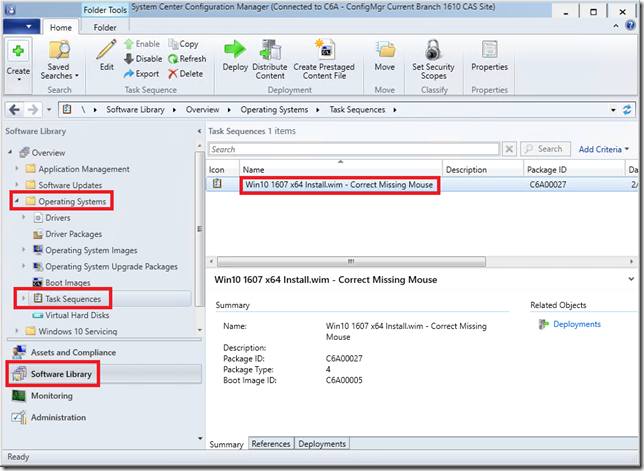 Folder Tools
System Center Configuration Manager (Connected to C6A - ConfigMgr Current Branch 1610 CAS Site)
Home
Folder
Create
Saved Searches
Edit
Enable
Disable
Export
Copy
Refresh
Delete
Deploy
Distribute Content
Create Prestaged Content File
Move
Set Security Scopes
Properties
Create
Search
Task Sequence
Deployment
Move
Classify
Properties
\ Software Library Overview Operating Systems Task Sequences
Software Library
Overview
Application Management
Software Updates
Operating Systems
Drivers
Driver Packages
Operating System Images
Operating System Upgrade Packages
Boot Images
Task Sequences
Virtual Hard Disks
Windows 10 Servicing
Assets and Compliance
Software Library
Monitoring
Administration
Task Sequences 1 items
Search
Search
Add Criteria
Icon Name Description Package ID Da
Win10 1607 x64 Install.wim - Correct Missing Mouse C6A00027 2/
Win10 1607 x64 Install.wim - Correct Missing Mouse
Summary
Name: Win10 1607 x64 Install.wim - Correct Missing
Mouse
Description:
Package ID: C6A00027
Package Type: 4
Boot Image ID: C6A00005
Related Objects
Deployments
Summary References Deployments
Ready